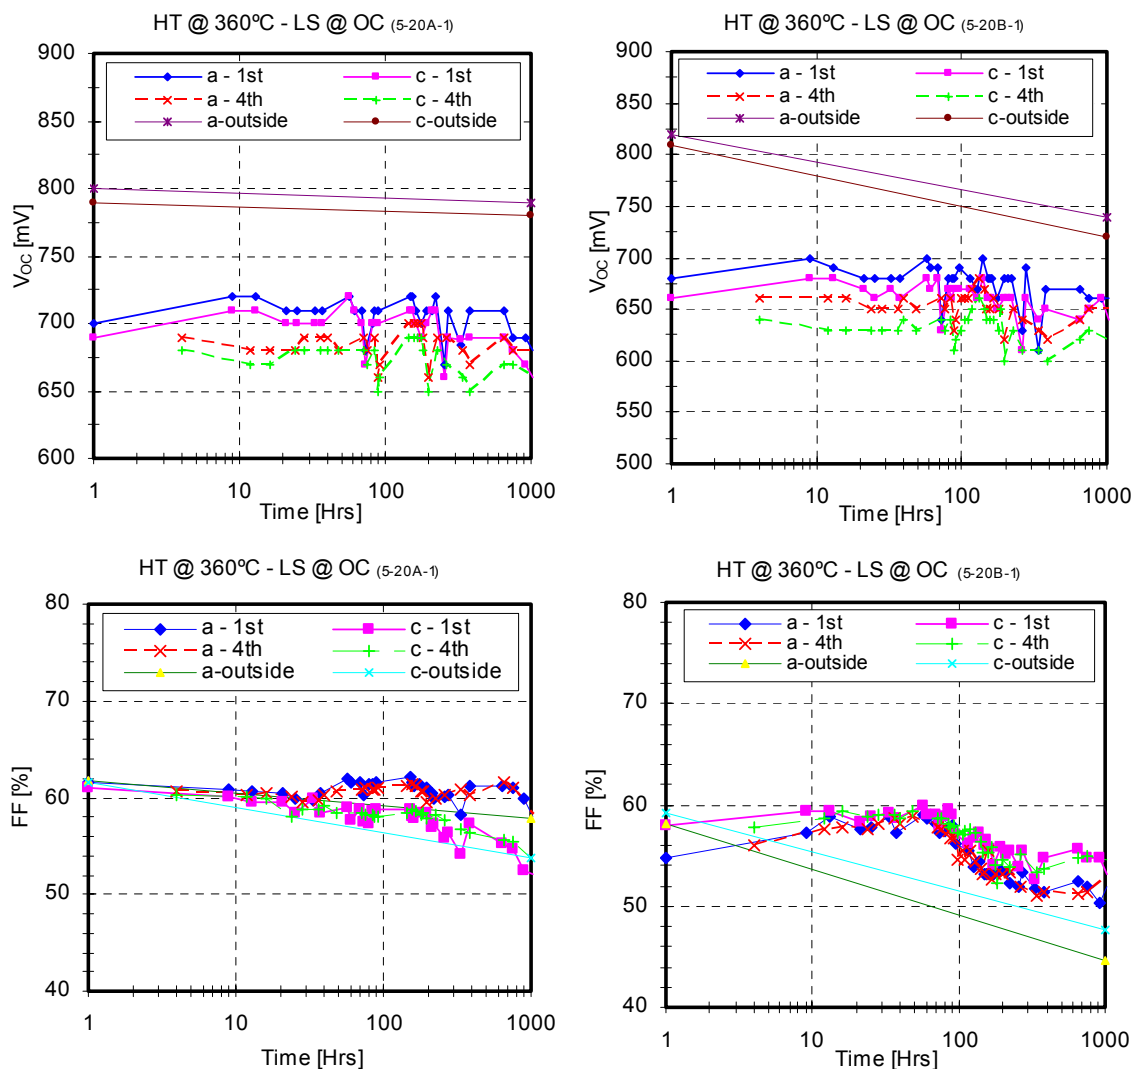 HT @ 360ºC - LS @ OC (5-20A-1)
900
850
800
750
700
650
600
VOC [mV]
a - 1st
c - 1st
a - 4th
c - 4th
a-outside
c-outside
1
10
100
1000
Time [Hrs]
HT @ 360ºC - LS @ OC (5-20B-1)
900
850
800
750
700
650
600
550
500
VOC [mV]
a - 1st
c - 1st
a - 4th
c - 4th
a-outside
c-outside
1
10
100
1000
Time [Hrs]
HT @ 360ºC - LS @ OC (5-20A-1)
80
70
60
50
40
FF [%]
a - 1st
c - 1st
a - 4th
c - 4th
a-outside
c-outside
1
10
100
1000
Time [Hrs]
HT @ 360ºC - LS @ OC (5-20B-1)
80
70
60
50
40
FF [%]
a - 1st
c - 1st
a - 4th
c - 4th
a-outside
c-outside
1
10
100
1000
Time [Hrs]